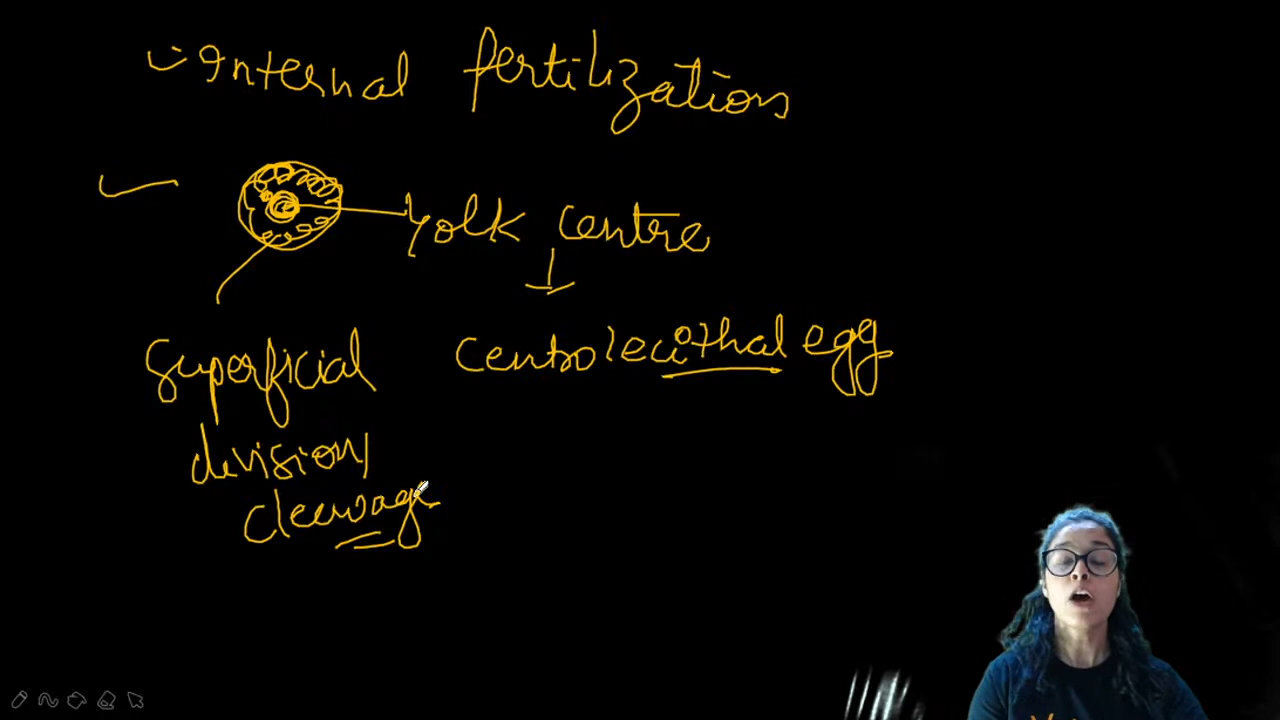 Internal fertilization
Yolk centre
centrolecithal egg
superficial
division/
cleavage